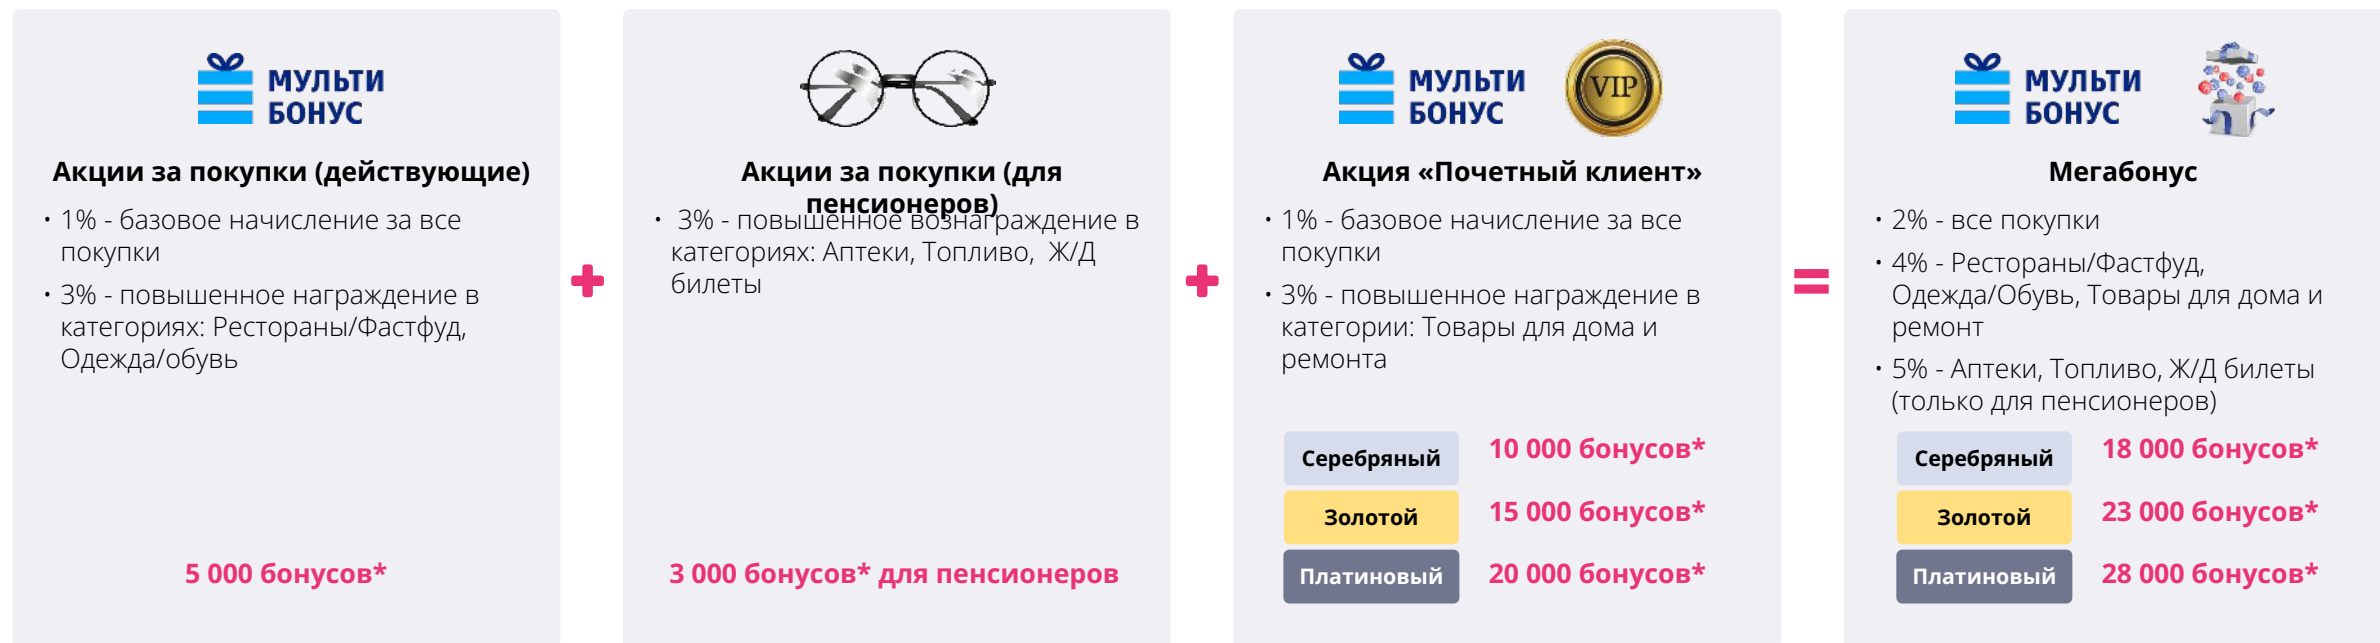 МУЛЬТИ
БОНУС
Акции за покупки (действующие)
• 1% - базовое начисление за все
покупки
• 3% - повышенное награждение в
категориях: Рестораны/Фастфуд,
Одежда/обувь
5 000 бонусов*
+
Акции за покупки (для
пенсионеров)
• 3% - повышенное вознаграждение в
категориях: Аптеки, Топливо, Ж/Д
билеты
3 000 бонусов* для пенсионеров
+
МУЛЬТИ
БОНУС
VIP
Акция «Почетный клиент»
• 1% - базовое начисление за все
покупки
• 3% - повышенное награждение в
категории: Товары для дома и
ремонта
Серебряный 10 000 бонусов*
Золотой 15 000 бонусов*
Платиновый 20 000 бонусов*
=
МУЛЬТИ
БОНУС
Мегабонус
• 2% - все покупки
• 4% - Рестораны/Фастфуд,
Одежда/Обувь, Товары для дома и
ремонт
• 5% - Аптеки, Топливо, Ж/Д билеты
(только для пенсионеров)
Серебряный 18 000 бонусов*
Золотой 23 000 бонусов*
Платиновый 28 000 бонусов*